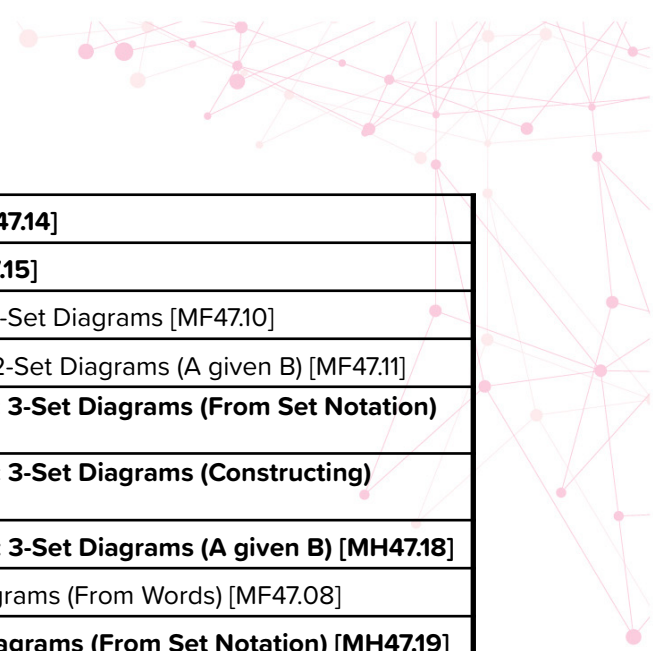 47.14]
.15]
-Set Diagrams [MF47.10]
2-Set Diagrams (A given B) [MF47.11]
3-Set Diagrams (From Set Notation)
: 3-Set Diagrams (Constructing)
: 3-Set Diagrams (A given B) [MH47.18]
grams (From Words) [MF47.08]
agrams (From Set Notation) [MH47.19]